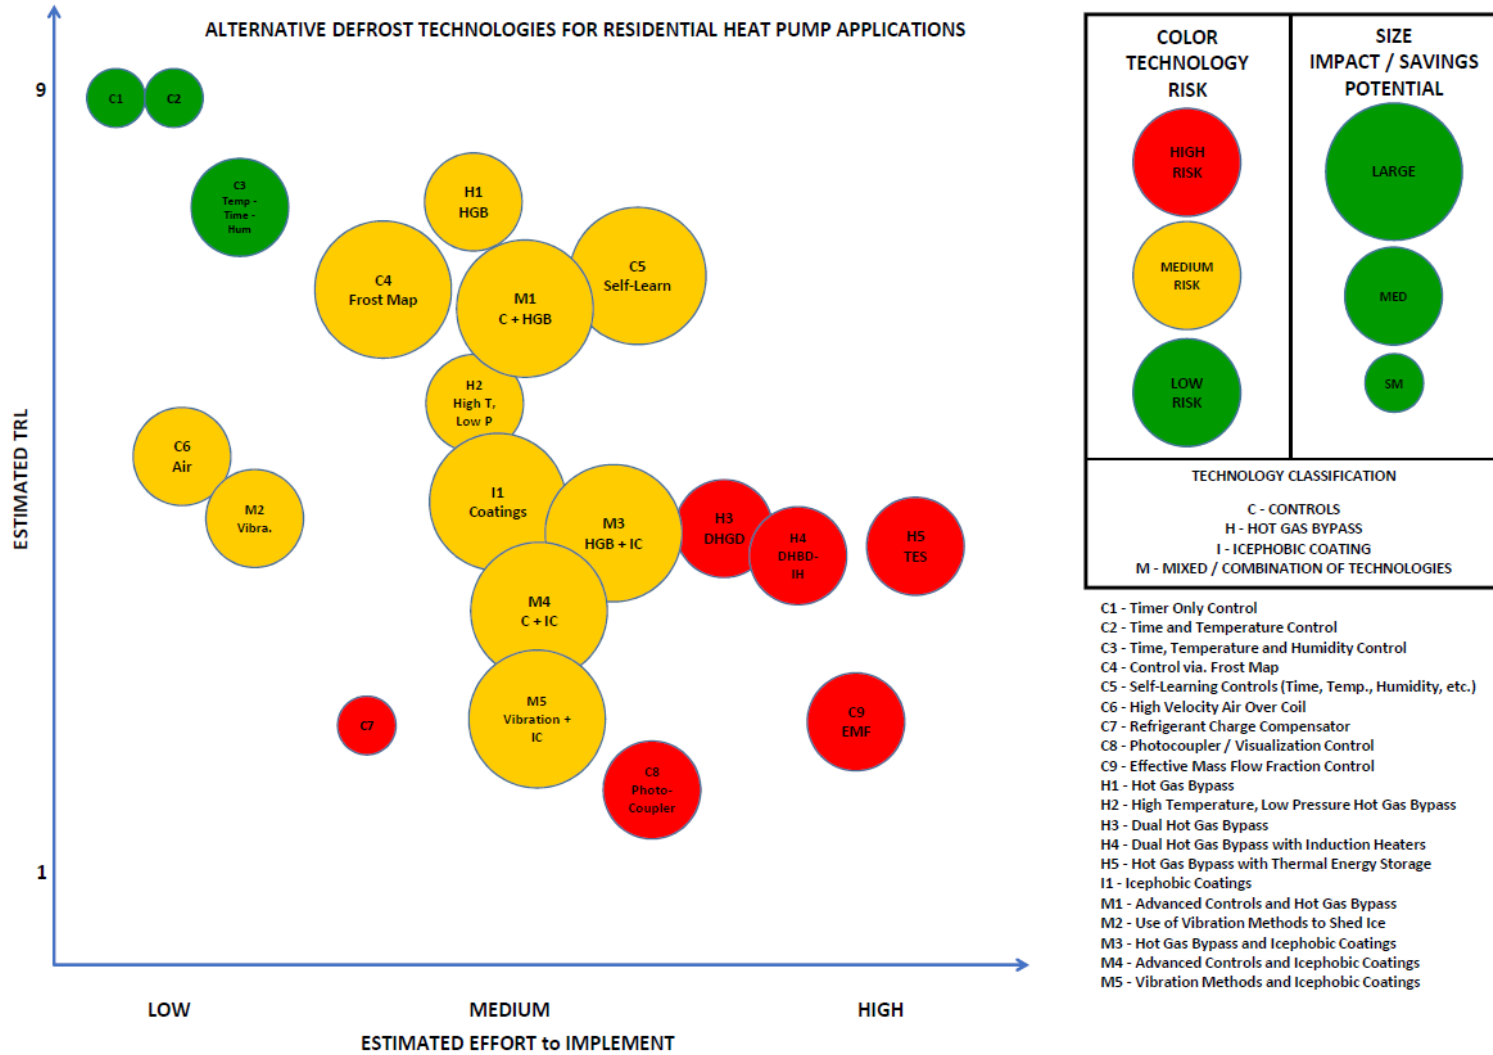 ALTERNATIVE DEFROST TECHNOLOGIES FOR RESIDENTIAL HEAT PUMP APPLICATIONS
ESTIMATED TRL
9
1
C1
C2
C3
Temp -
Time -
Hum
H1
HGB
C4
Frost Map
M1
C + HGB
C5
Self-Learn
H2
High T,
Low P
C6
Air
M2
Vibra.
I1
Coatings
M3
HGB + IC
H3
DHGD
H4
DHBD-
IH
H5
TES
M4
C + IC
M5
Vibration +
IC
C7
C8
Photo-
Coupler
C9
EMF
LOW
MEDIUM
HIGH
ESTIMATED EFFORT to IMPLEMENT
COLOR
TECHNOLOGY
RISK
HIGH
RISK
MEDIUM
RISK
LOW
RISK
SIZE
IMPACT / SAVINGS
POTENTIAL
LARGE
MED
SM
TECHNOLOGY CLASSIFICATION
C - CONTROLS
H - HOT GAS BYPASS
I - ICEPHOBIC COATING
M - MIXED / COMBINATION OF TECHNOLOGIES
C1 - Timer Only Control
C2 - Time and Temperature Control
C3 - Time, Temperature and Humidity Control
C4 - Control via. Frost Map
C5 - Self-Learning Controls (Time, Temp., Humidity, etc.)
C6 - High Velocity Air Over Coil
C7 - Refrigerant Charge Compensator
C8 - Photocoupler / Visualization Control
C9 - Effective Mass Flow Fraction Control
H1 - Hot Gas Bypass
H2 - High Temperature, Low Pressure Hot Gas Bypass
H3 - Dual Hot Gas Bypass
H4 - Dual Hot Gas Bypass with Induction Heaters
H5 - Hot Gas Bypass with Thermal Energy Storage
I1 - Icephobic Coatings
M1 - Advanced Controls and Hot Gas Bypass
M2 - Use of Vibration Methods to Shed Ice
M3 - Hot Gas Bypass and Icephobic Coatings
M4 - Advanced Controls and Icephobic Coatings
M5 - Vibration Methods and Icephobic Coatings